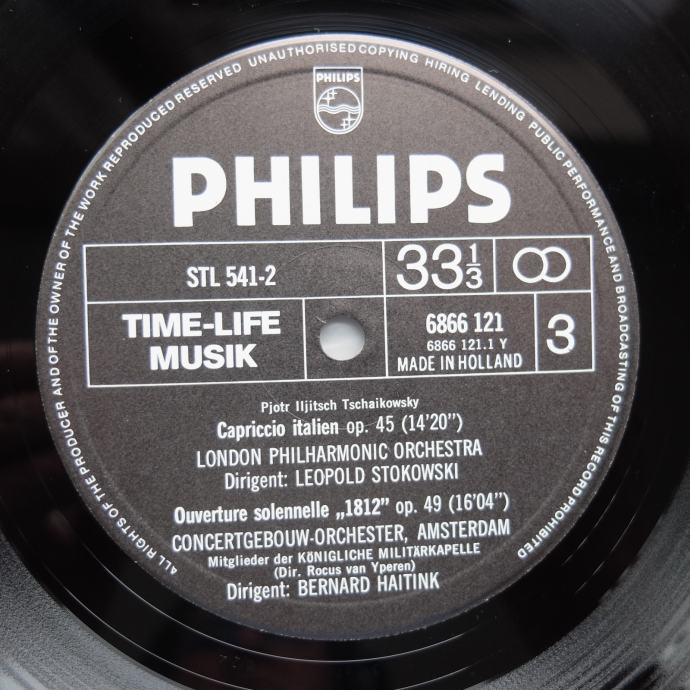 ALL RIGHTS OF THE PRODUCER AND OF THE OWNER OF THE WORK REPRODUCED RESERVED UNAUTHORISED COPYING HIRING LENDING PUBLIC PERFORMANCE AND BROADCASTING OF THIS RECORD PROHIBITED
PHILIPS
PHILIPS
STL 541-2
33 1/3
TIME-LIFE
MUSIK
6866 121
6866 121.1 Y
MADE IN HOLLAND
3
Pjotr Iljitsch Tschaikowsky
Capriccio italien op. 45 (14'20")
LONDON PHILHARMONIC ORCHESTRA
Dirigent: LEOPOLD STOKOWSKI
Ouverture solennelle „1812" op. 49 (16'04")
CONCERTGEBOUW-ORCHESTER, AMSTERDAM
Mitglieder der KÖNIGLICHE MILITÄRKAPELLE
(Dir. Rocus van Yperen)
Dirigent: BERNARD HAITINK